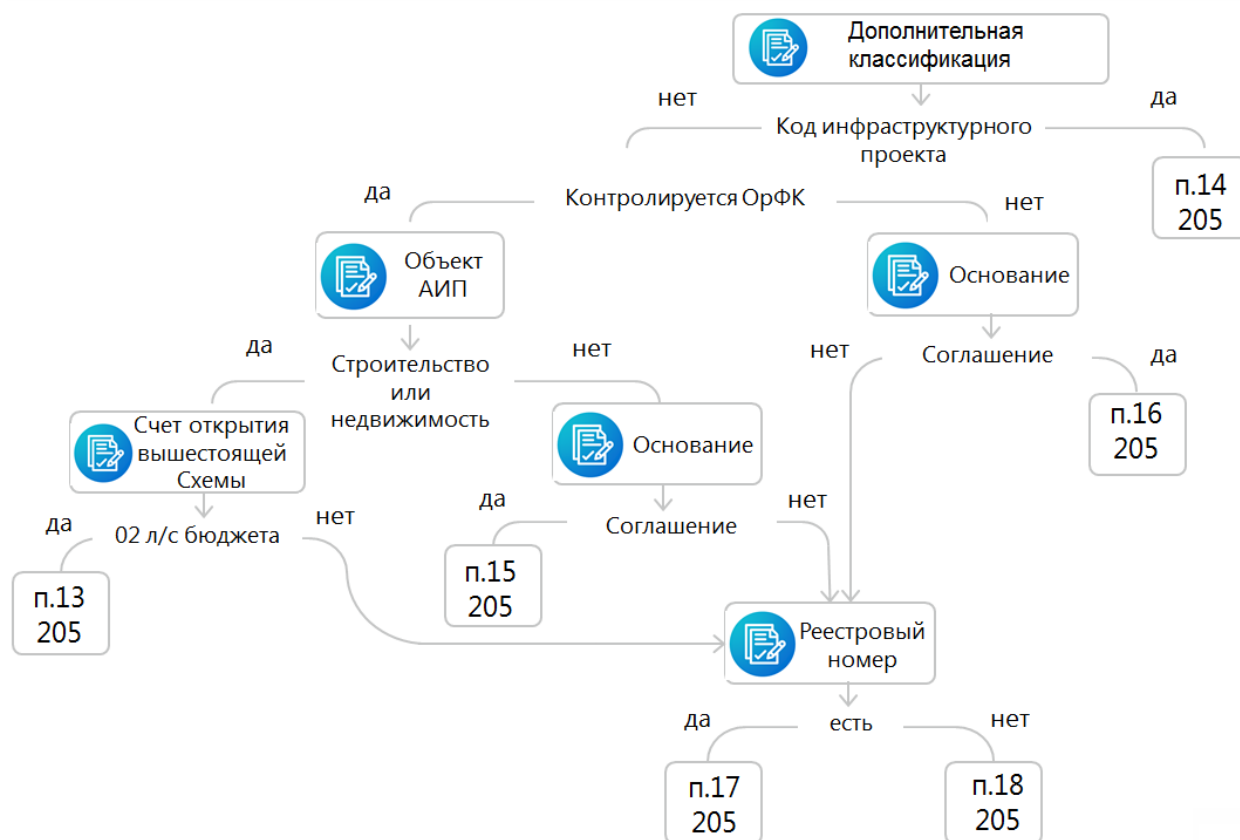 Дополнительная
классификация
нет
да
Код инфраструктурного
проекта
п.14
205
да
Контролируется ОрФК
нет
Объект
АИП
Основание
да
Строительство
или
недвижимость
нет
нет
Соглашение
да
п.16
205
Счет открытия
вышестоящей
Схемы
Основание
да
02 л/с бюджета
нет
да
Соглашение
нет
п.13
205
п.15
205
Реестровый
номер
да
есть
нет
п.17
205
п.18
205